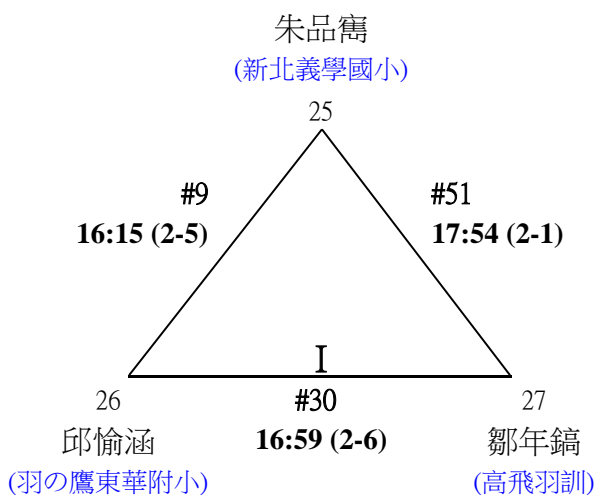 朱品雋
(新北義學國小)
25
#9
16:15 (2-5)
#51
17:54 (2-1)
I
26
#30
27
邱愉涵
16:59 (2-6)
鄒年鎬
(羽の鷹東華附小)
(高飛羽訓)